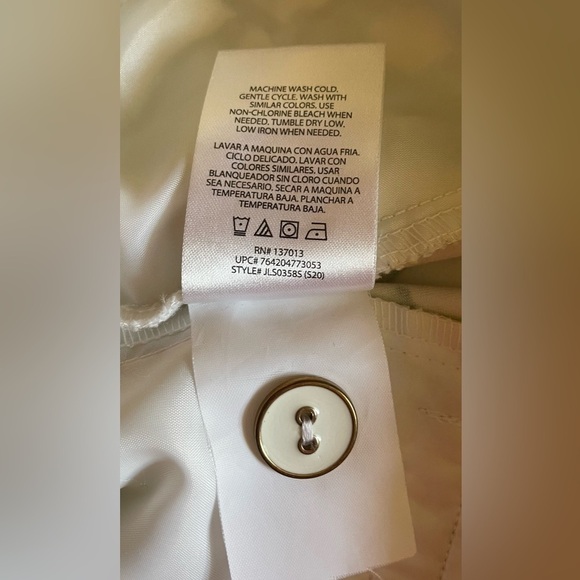 MACHINE WASH COLD.
GENTLE CYCLE. WASH WITH
SIMILAR COLORS. USE
NON-CHLORINE BLEACH WHEN
NEEDED. TUMBLE DRY LOW.
LOW IRON WHEN NEEDED.
LAVAR A MAQUINA CON AGUA FRIA.
CICLO DELICADO. LAVAR CON
COLORES SIMILARES. USAR
BLANQUEADOR SIN CLORO CUANDO
SEA NECESARIO. SECAR A MAQUINA A
TEMPERATURA BAJA. PLANCHAR A
TEMPERATURA BAJA.
RN# 137013
UPC# 764204773053
STYLE# JLS0358S (S20)